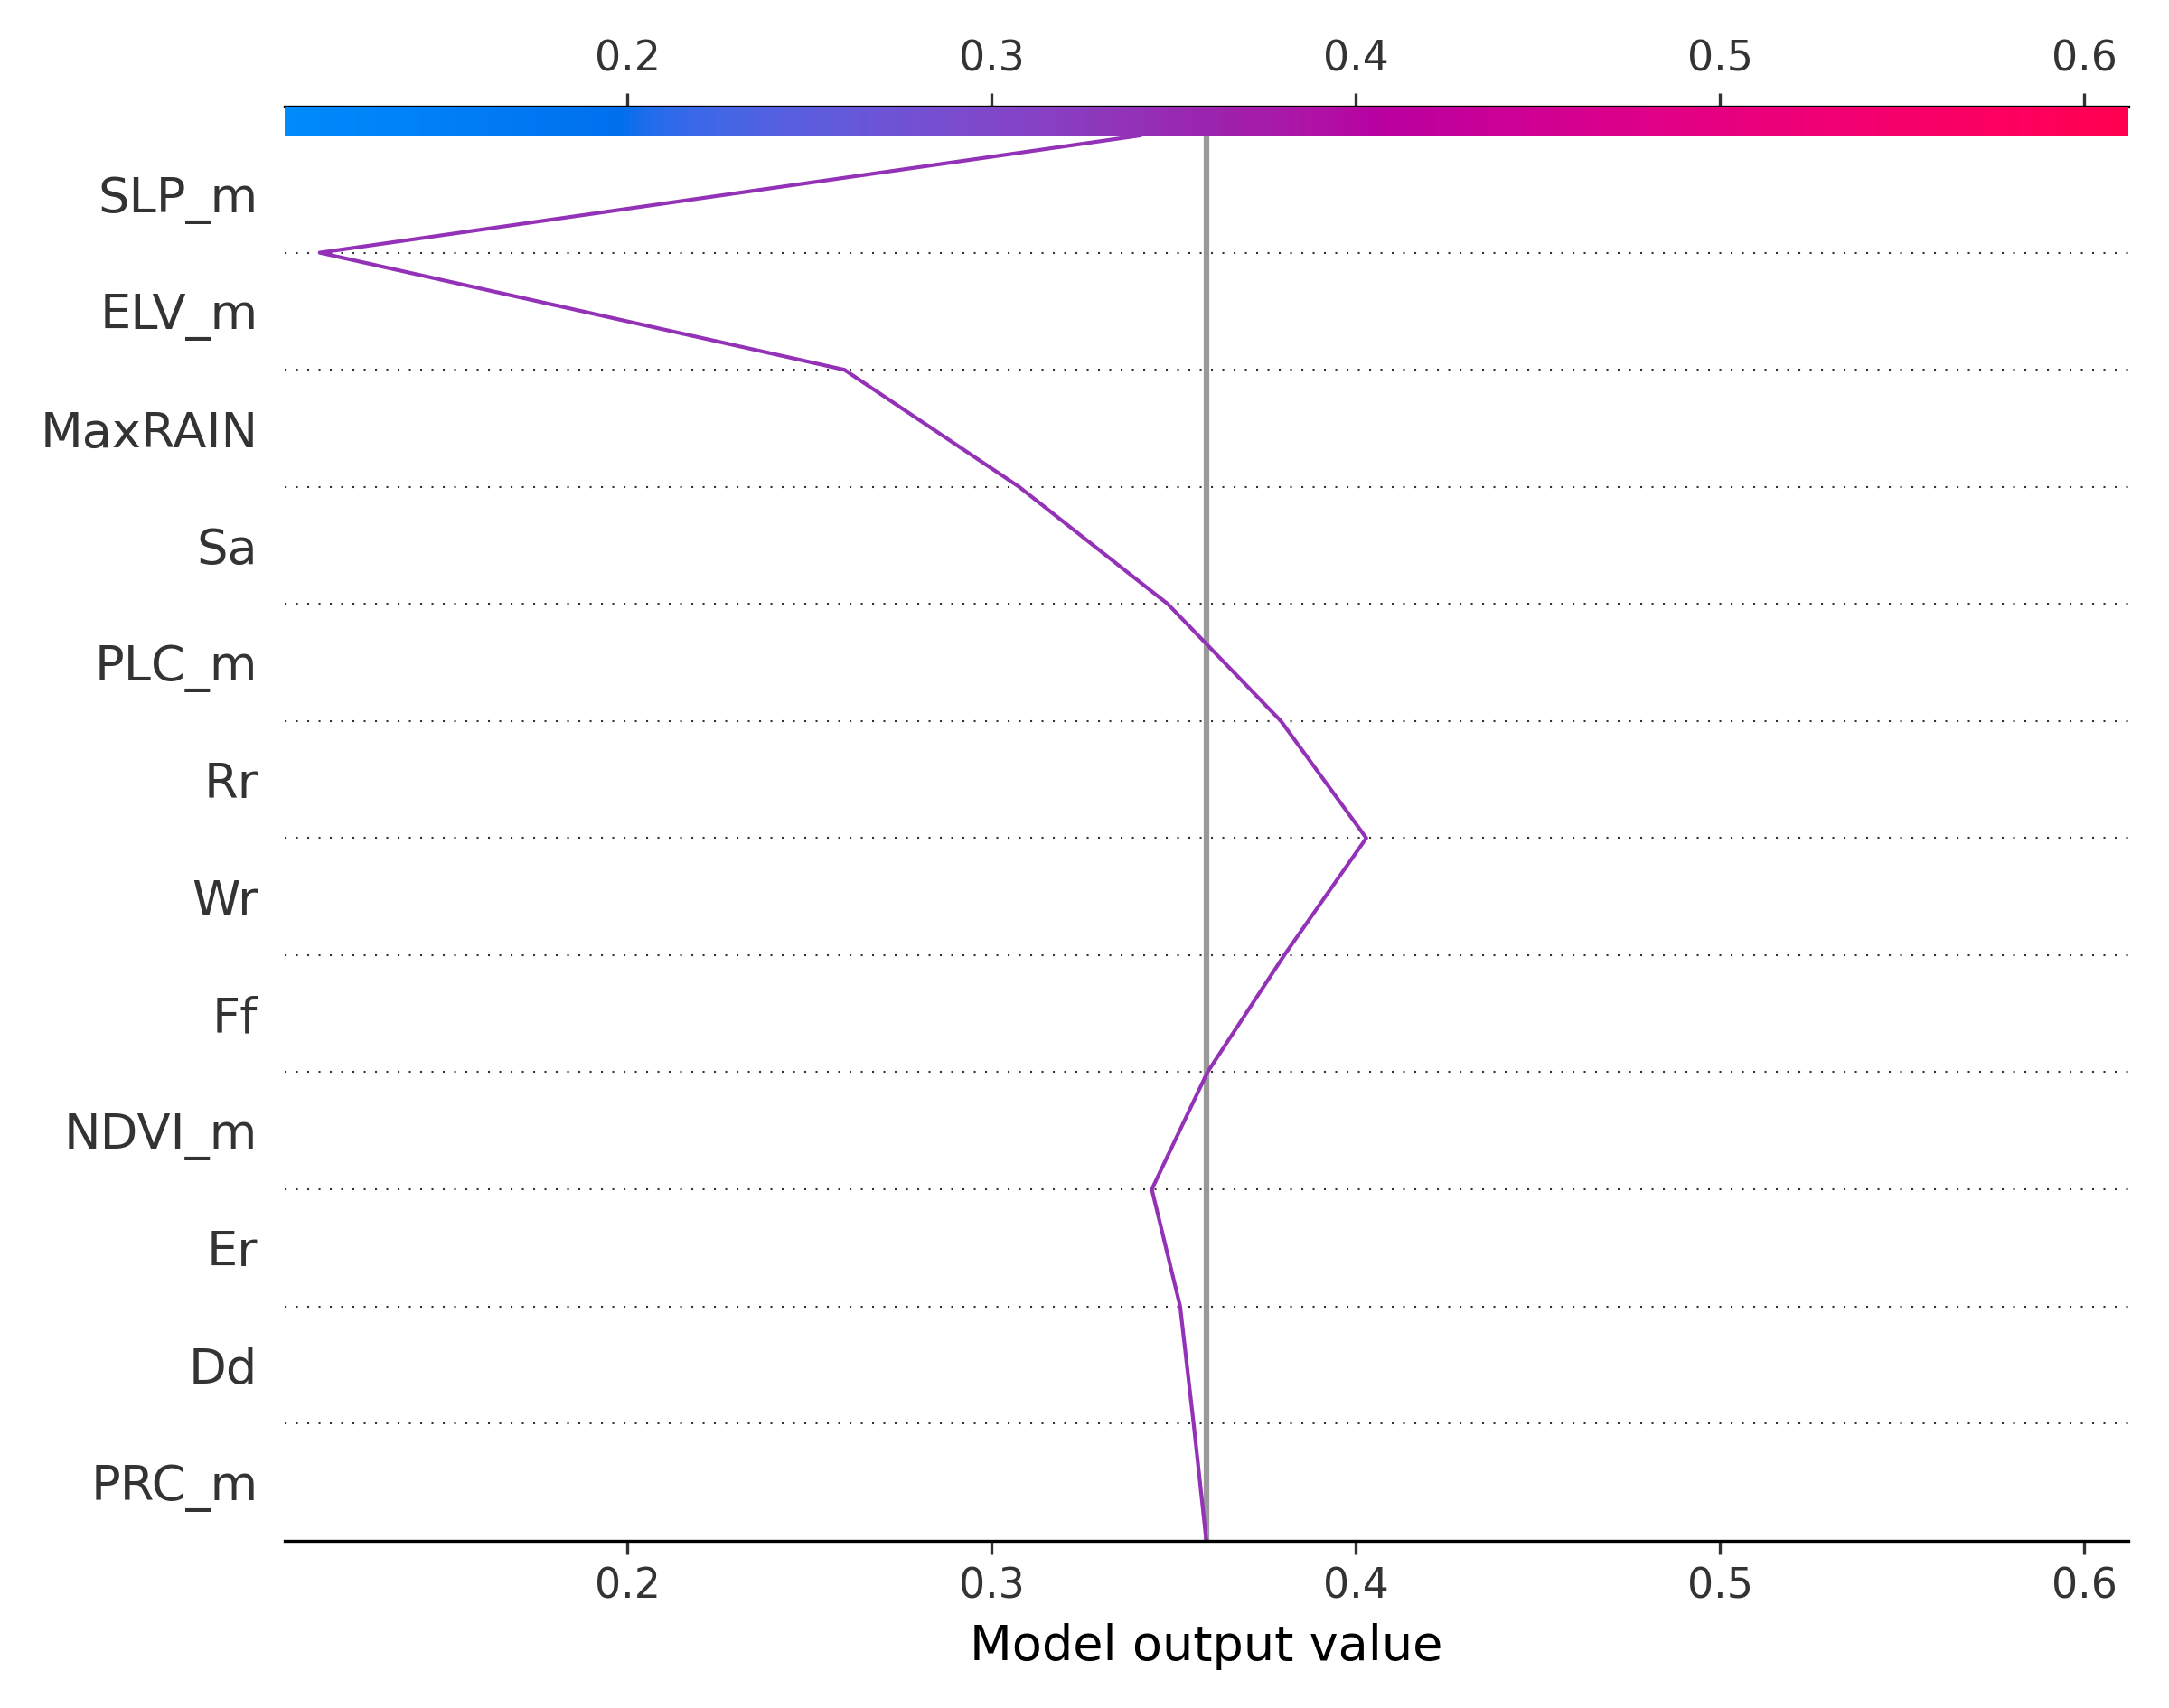 0.2 0.3 0.4 0.5 0.6
SLP_m
ELV_m
MaxRAIN
Sa
PLC_m
Rr
Wr
Ff
NDVI_m
Er
Dd
PRC_m
0.2 0.3 0.4 0.5 0.6
Model output value